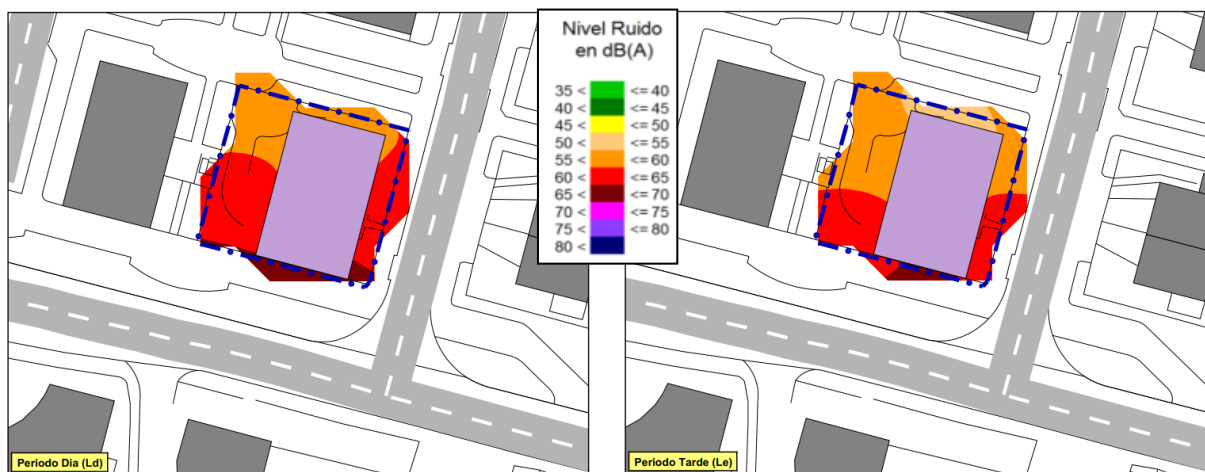 Nivel Ruido
en dB(A)
35 < <= 40
40 < <= 45
45 < <= 50
50 < <= 55
55 < <= 60
60 < <= 65
65 < <= 70
70 < <= 75
75 < <= 80
80 <
Periodo Dia (Ld)
Periodo Tarde (Le)